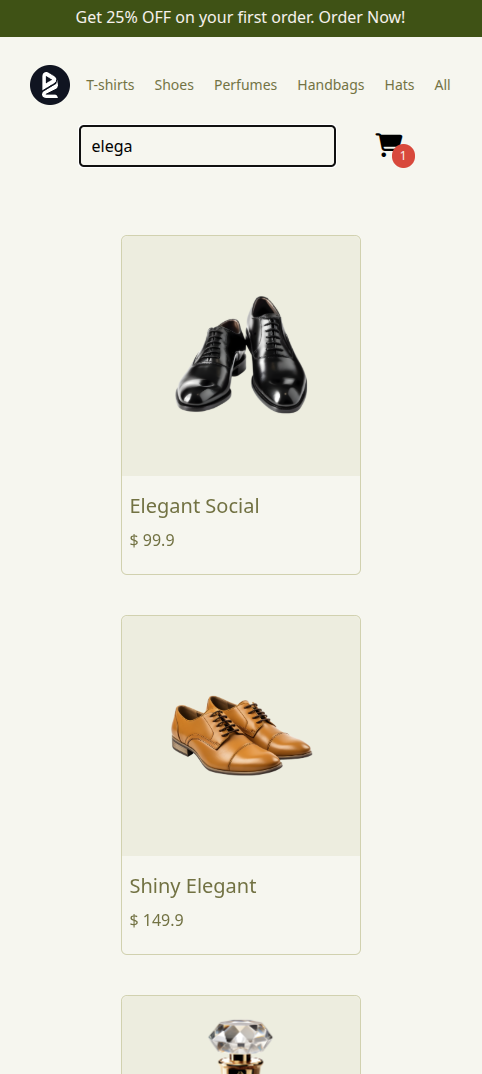 Get 25% OFF on your first order. Order Now!
T-shirts Shoes Perfumes Handbags Hats All
elega
1
Elegant Social
$ 99.9
Shiny Elegant
$ 149.9